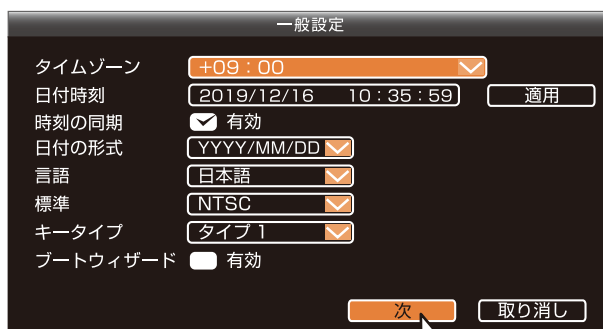 一般設定
タイムゾーン +09:00
日付時刻 2019/12/16 10:35:59 適用
時刻の同期 有効
日付の形式 YYYY/MM/DD
言語 日本語
標準 NTSC
キータイプ タイプ 1
ブートウィザード 有効
次 取り消し